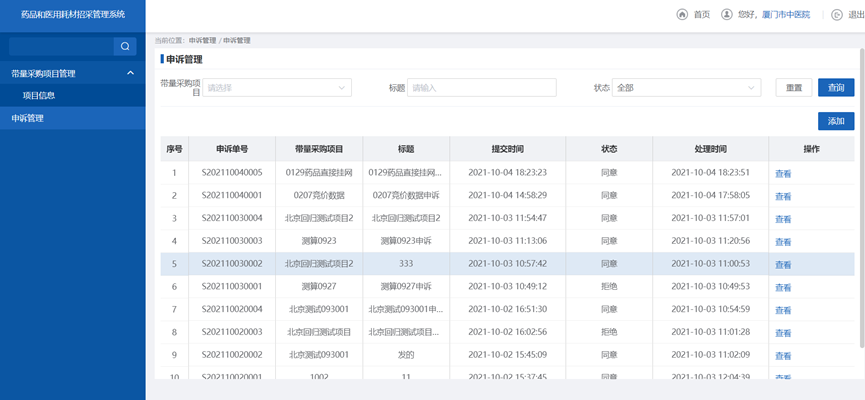 药品和医用耗材招采管理系统
首页 您好, 厦门市中医院 退出
当前位置: 申诉管理 / 申诉管理
带量采购项目管理
项目信息
申诉管理
申诉管理
带量采购项目 请选择 标题 请输入 状态 全部 重置 查询
添加
序号 申诉单号 带量采购项目 标题 提交时间 状态 处理时间 操作
1 S202110040005 0129药品直接挂网 0129药品直接挂网... 2021-10-04 18:23:23 同意 2021-10-04 18:23:51 查看
2 S202110040001 0207竞价数据 0207竞价数据申诉 2021-10-04 14:58:29 同意 2021-10-04 17:58:05 查看
3 S202110030004 北京回归测试项目2 北京回归测试项目2 2021-10-03 11:54:47 同意 2021-10-03 11:57:01 查看
4 S202110030003 测算0923 测算0923申诉 2021-10-03 11:13:06 同意 2021-10-03 11:20:56 查看
5 S202110030002 北京回归测试项目2 333 2021-10-03 10:57:42 同意 2021-10-03 11:00:53 查看
6 S202110030001 测算0927 测算0927申诉 2021-10-03 10:49:12 拒绝 2021-10-03 10:49:53 查看
7 S202110020004 北京测试093001 北京测试093001申... 2021-10-02 16:51:30 同意 2021-10-03 10:54:59 查看
8 S202110020003 北京回归测试项目 北京回归测试项目... 2021-10-02 16:02:56 拒绝 2021-10-03 11:01:28 查看
9 S202110020002 北京测试093001 发的 2021-10-02 15:45:09 同意 2021-10-03 11:02:09 查看
10 S202110020001 1002 11 2021-10-02 15:37:45 同意 2021-10-03 12:04:39 查看